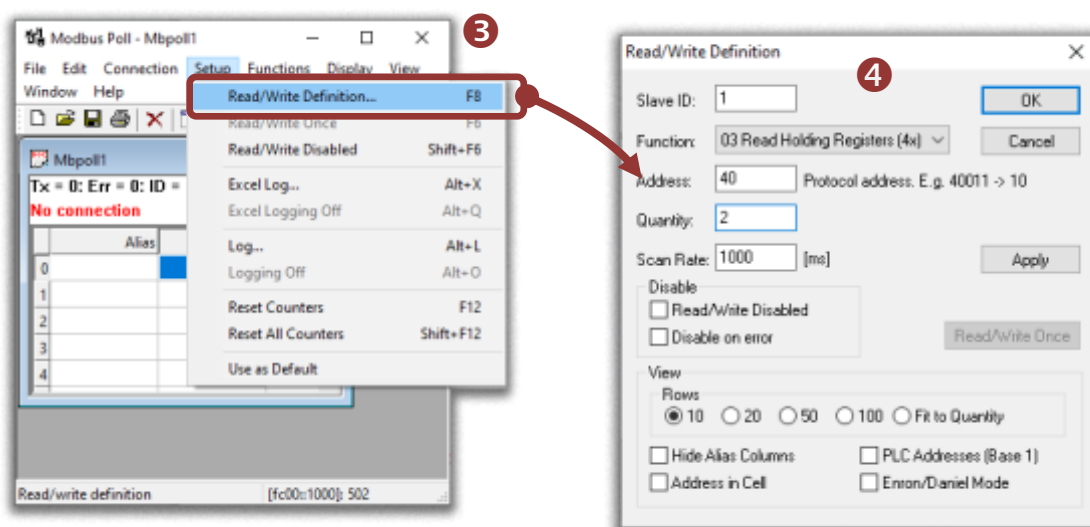 Modbus Poll - Mbpoll1
3
File Edit Connection Setup Functions Display View
Window Help
Read/Write Definition... F8
Read/Write Once F6
Read/Write Disabled Shift+F6
Excel Log... Alt+X
Excel Logging Off Alt+Q
Log... Alt+L
Logging Off Alt+O
Reset Counters F12
Reset All Counters Shift+F12
Use as Default
Mbpoll1
Tx = 0: Err = 0: ID =
No connection
Alias
0
1
2
3
4
Read/write definition [fc00::1000]: 502
Read/Write Definition
4
Slave ID: 1 OK
Function: 03 Read Holding Registers (4x) Cancel
Address: 40 Protocol address. E.g. 40011 -> 10
Quantity: 2
Scan Rate: 1000 [ms] Apply
Disable
Read/Write Disabled
Disable on error Read/Write Once
View
Rows
10 20 50 100 Fit to Quantity
Hide Alias Columns PLC Addresses (Base 1)
Address in Cell Enron/Daniel Mode